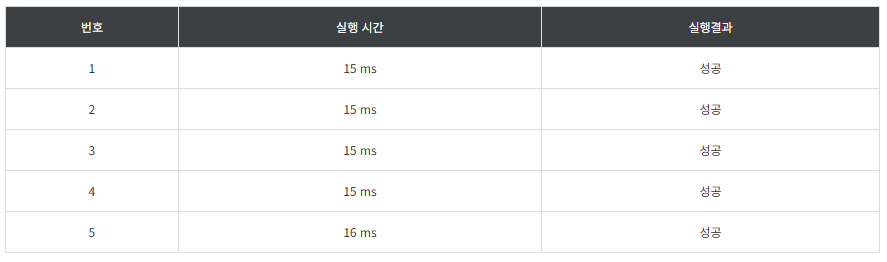 번호 실행 시간 실행결과
1 15 ms 성공
2 15 ms 성공
3 15 ms 성공
4 15 ms 성공
5 16 ms 성공